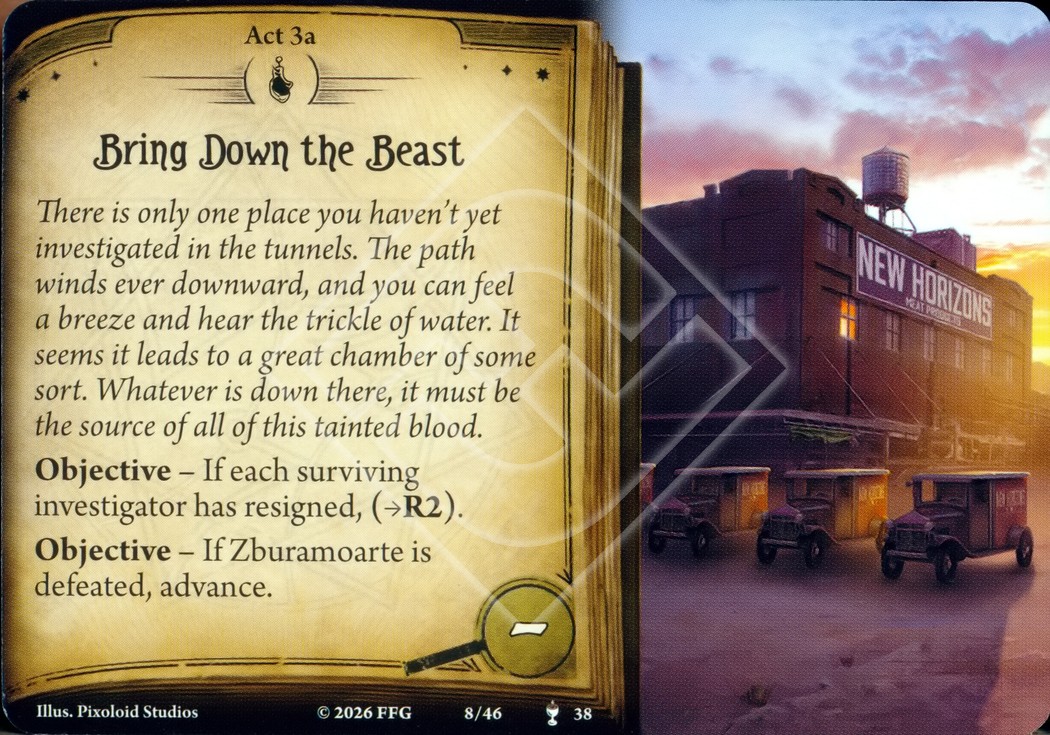 Act 3a
Bring Down the Beast
There is only one place you haven't yet
investigated in the tunnels. The path
winds ever downward, and you can feel
a breeze and hear the trickle of water. It
seems it leads to a great chamber of some
sort. Whatever is down there, it must be
the source of all of this tainted blood.
Objective – If each surviving
investigator has resigned, (→R2).
Objective – If Zburamoarte is
defeated, advance.
–
NEW HORIZONS
MEAT PRODUCTS
Illus. Pixoloid Studios
© 2026 FFG
8/46
38